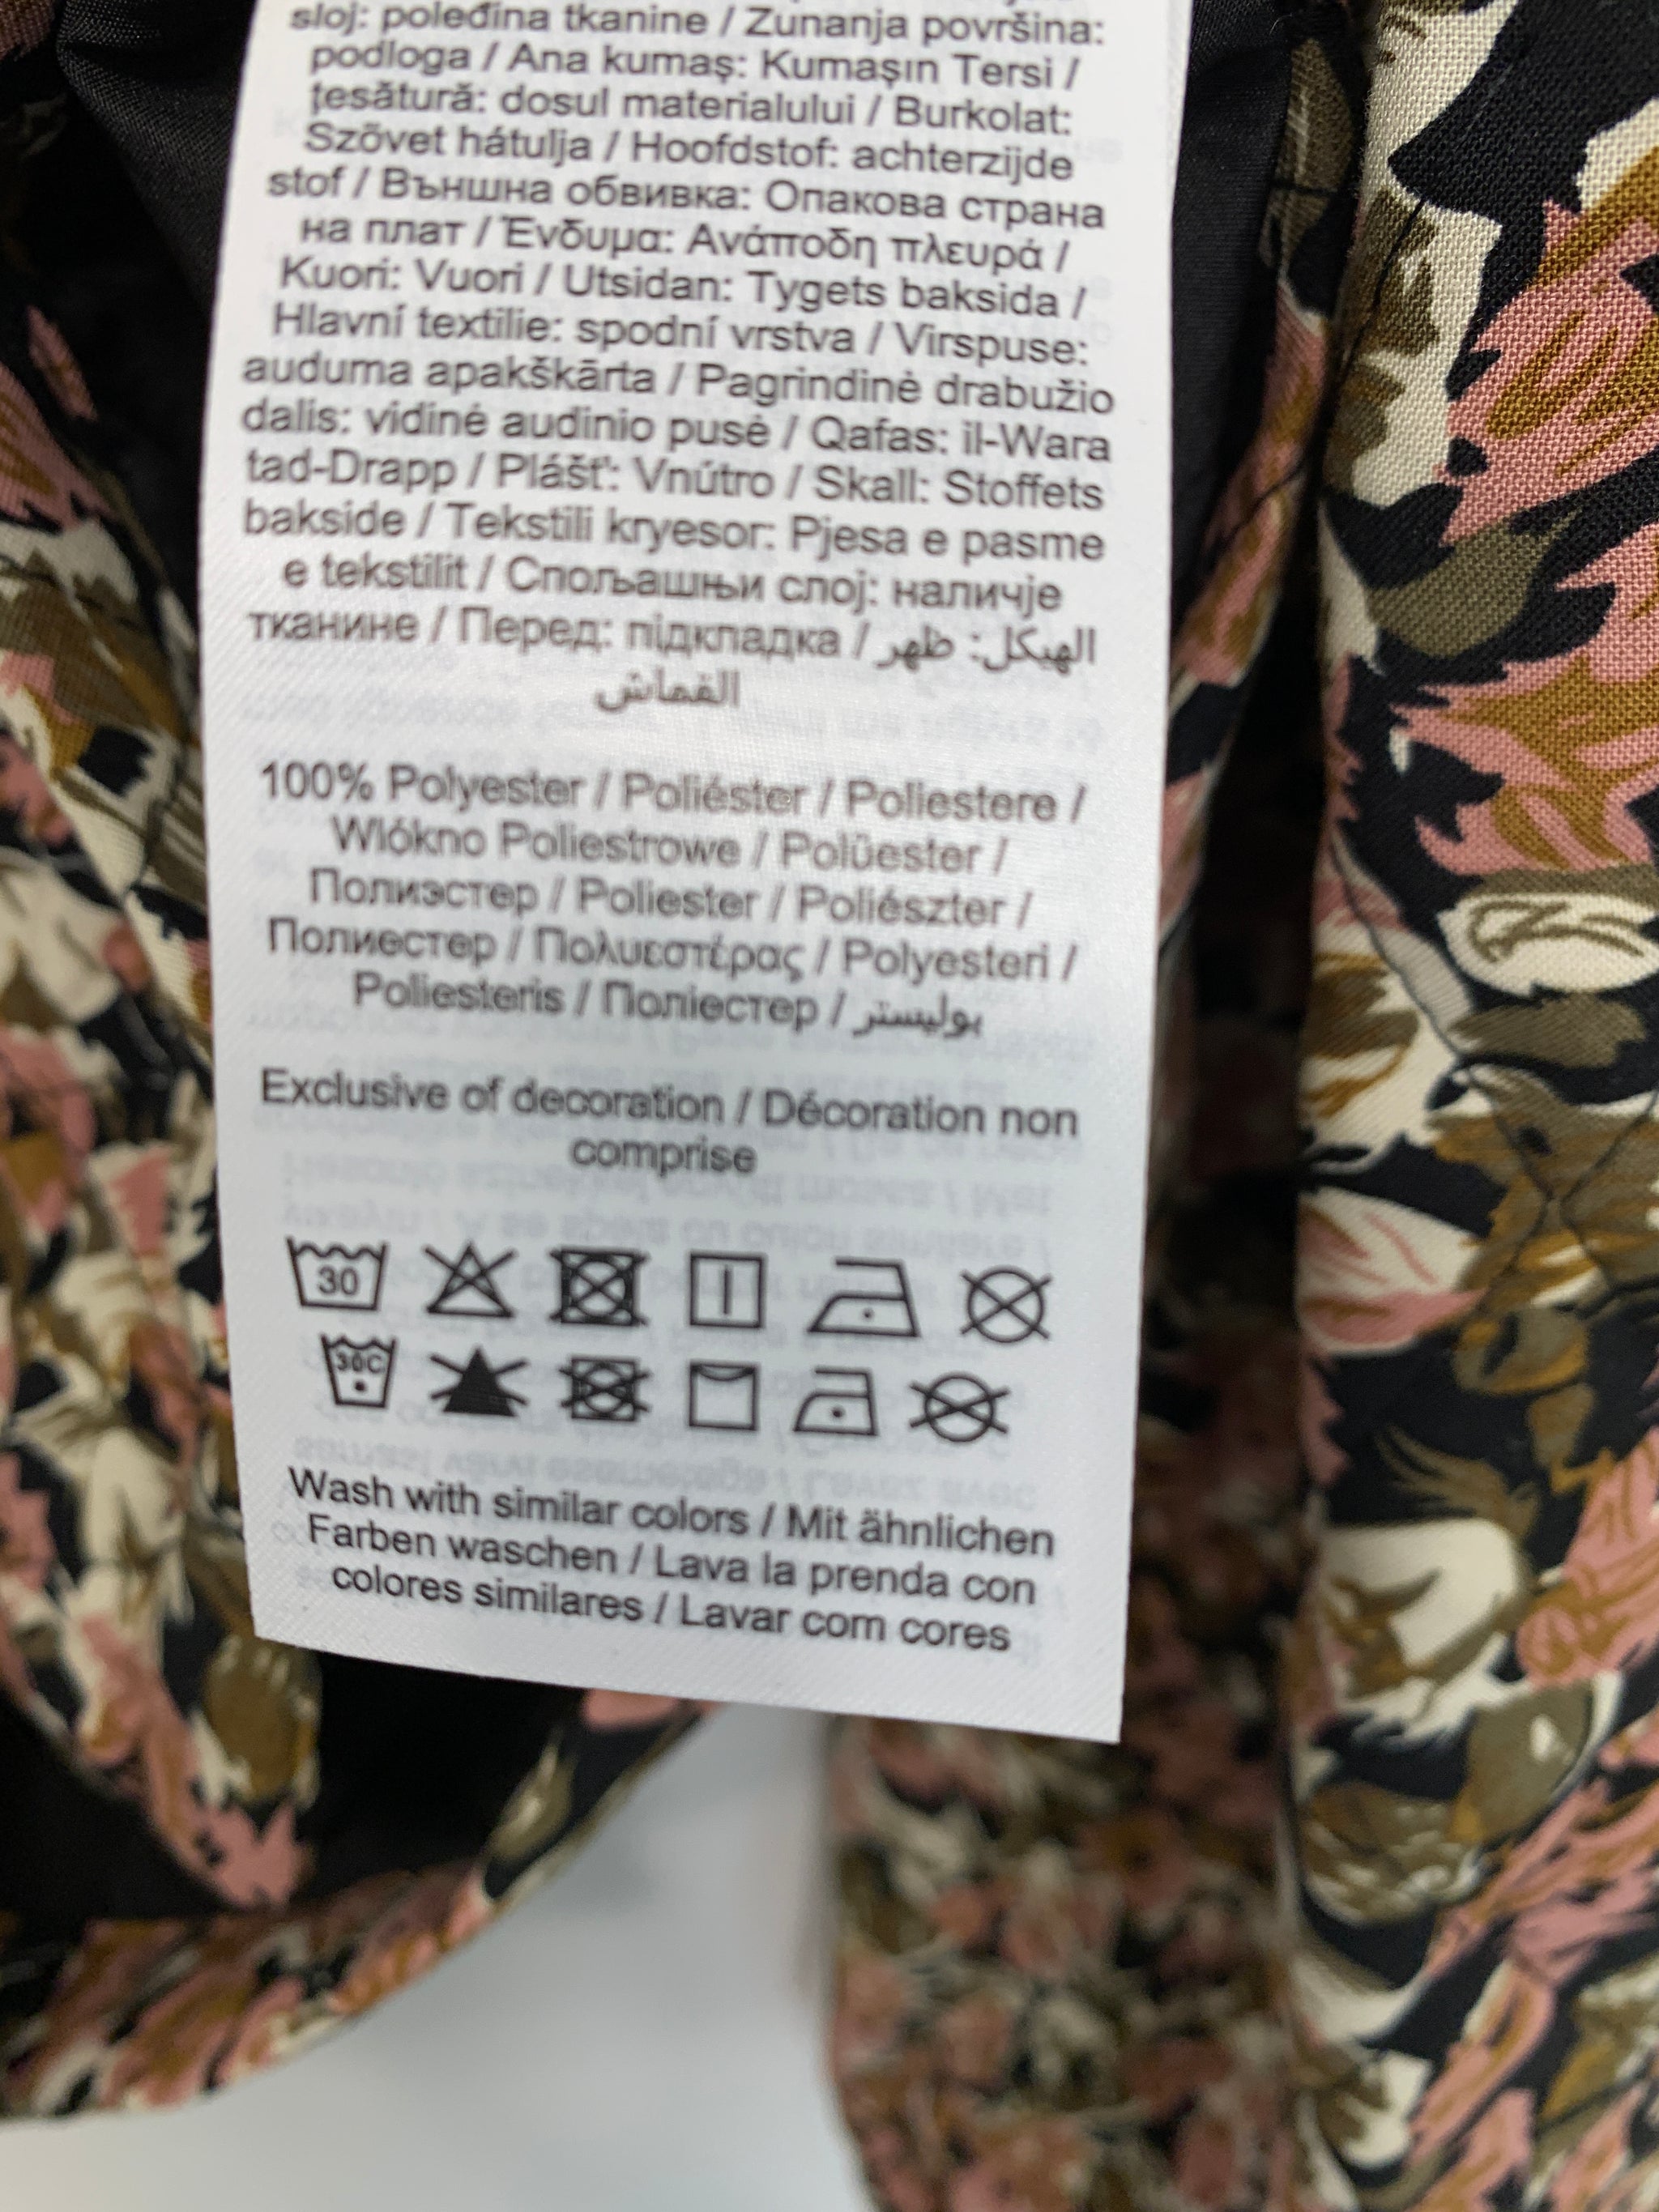 sloj: poleđina tkanine / Zunanja površina:
podloga / Ana kumaş: Kumaşın Tersi /
țesătură: dosul materialului / Burkolat:
Szövet hátulja / Hoofdstof: achterzijde
stof / Външна обвивка: Опакова страна
на плат / Ένδυμα: Ανάποδη πλευρά /
Kuori: Vuori / Utsidan: Tygets baksida /
Hlavní textilie: spodní vrstva / Virspuse:
auduma apakškārta / Pagrindinė drabužio
dalis: vidinė audinio pusė / Qafas: il-Wara
tad-Drapp / Plášť: Vnútro / Skall: Stoffets
bakside / Tekstili kryesor: Pjesa e pasme
e tekstilit / Спољашњи слој: наличје
тканине / Перед: підкладка / الهيكل: ظهر
القماش
100% Polyester / Poliéster / Poliestere /
Wlókno Poliestrowe / Polüester /
Полиэстер / Poliester / Poliészter /
Полиестер / Πολυεστέρας / Polyesteri /
Poliesteris / Поліестер / بوليستر
Exclusive of decoration / Décoration non
comprise
30
30C
Wash with similar colors / Mit ähnlichen
Farben waschen / Lava la prenda con
colores similares / Lavar com cores